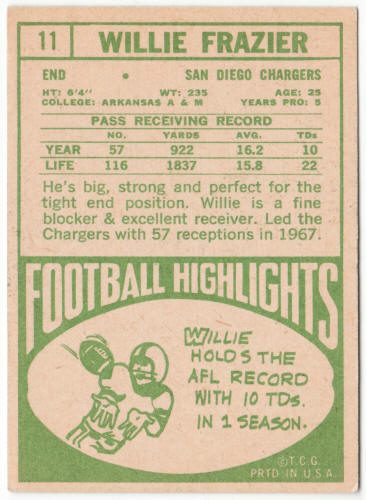 11 WILLIE FRAZIER
END • SAN DIEGO CHARGERS
HT: 6'4" WT: 235 AGE: 25
COLLEGE: ARKANSAS A & M YEARS PRO: 5
PASS RECEIVING RECORD
NO. YARDS AVG. TDs
YEAR 57 922 16.2 10
LIFE 116 1837 15.8 22
He's big, strong and perfect for the
tight end position. Willie is a fine
blocker & excellent receiver. Led the
Chargers with 57 receptions in 1967.
FOOTBALL HIGHLIGHTS
WILLIE
HOLDS THE
AFL RECORD
WITH 10 TDs.
IN 1 SEASON.
©T.C.G.
PRTD IN U.S.A.